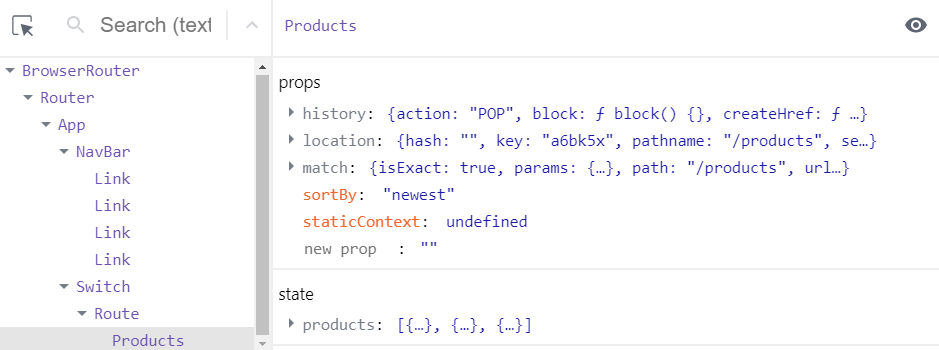 Search (text
Products
BrowserRouter
Router
App
NavBar
Link
Link
Link
Link
Switch
Route
Products
props
history: {action: "POP", block: ƒ block() {}, createHref: ƒ …}
location: {hash: "", key: "a6bk5x", pathname: "/products", se…}
match: {isExact: true, params: {…}, path: "/products", url…}
sortBy: "newest"
staticContext: undefined
new prop : ""
state
products: [{…}, {…}, {…}]